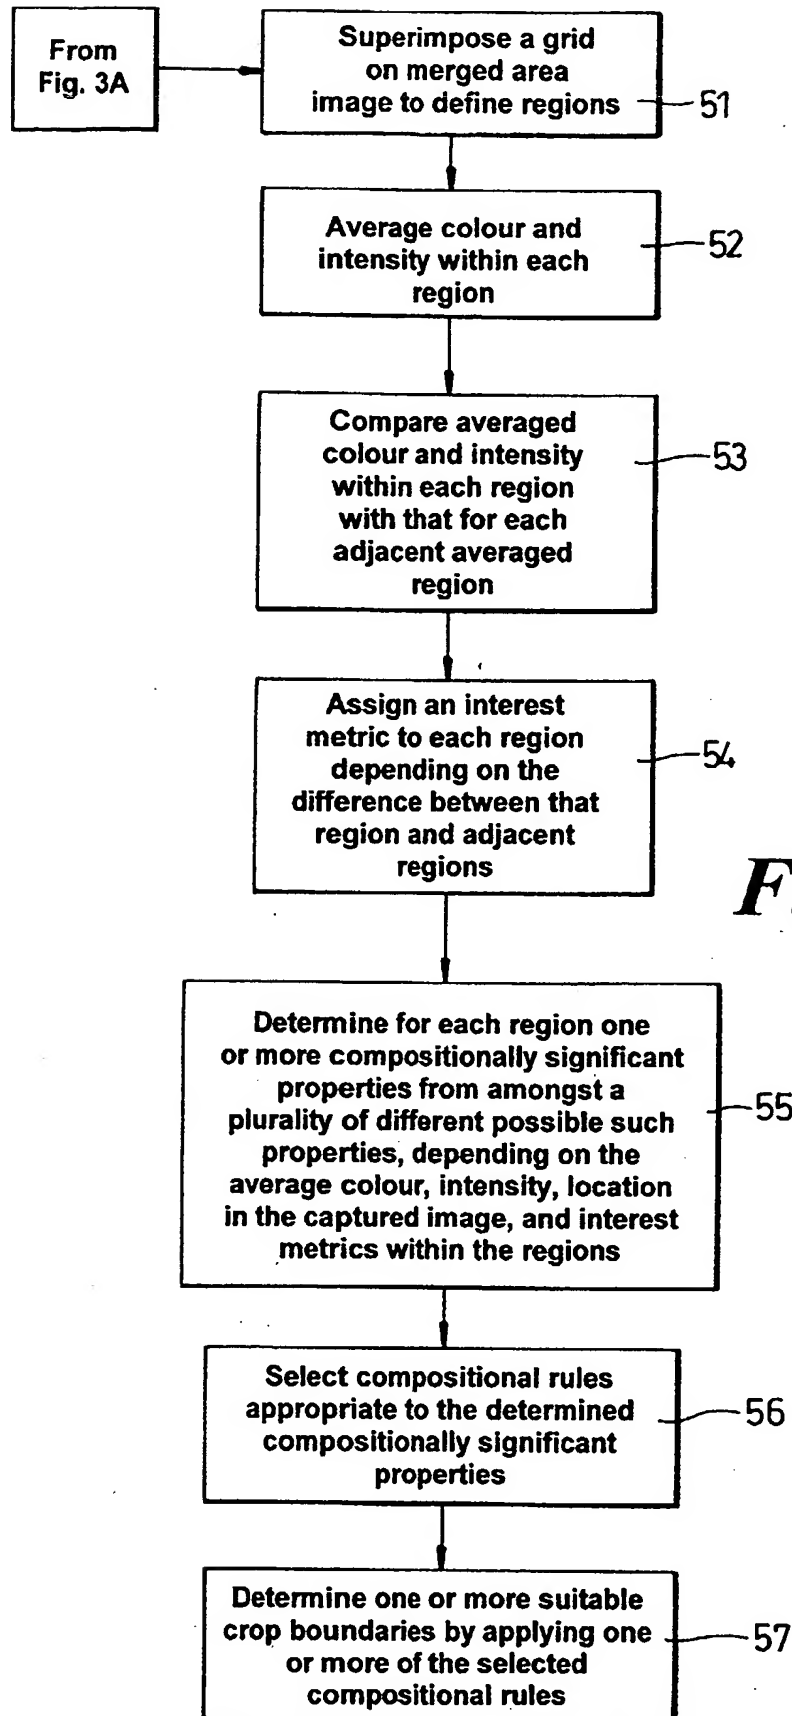 From
Fig. 3A
Superimpose a grid
on merged area
image to define regions
51
Average colour and
intensity within each
region
52
Compare averaged
colour and intensity
within each region
with that for each
adjacent averaged
region
53
Assign an interest
metric to each region
depending on the
difference between that
region and adjacent
regions
54
F
Determine for each region one
or more compositionally significant
properties from amongst a
plurality of different possible such
properties, depending on the
average colour, intensity, location
in the captured image, and interest
metrics within the regions
55
Select compositional rules
appropriate to the determined
compositionally significant
properties
56
Determine one or more suitable
crop boundaries by applying one
or more of the selected
compositional rules
57